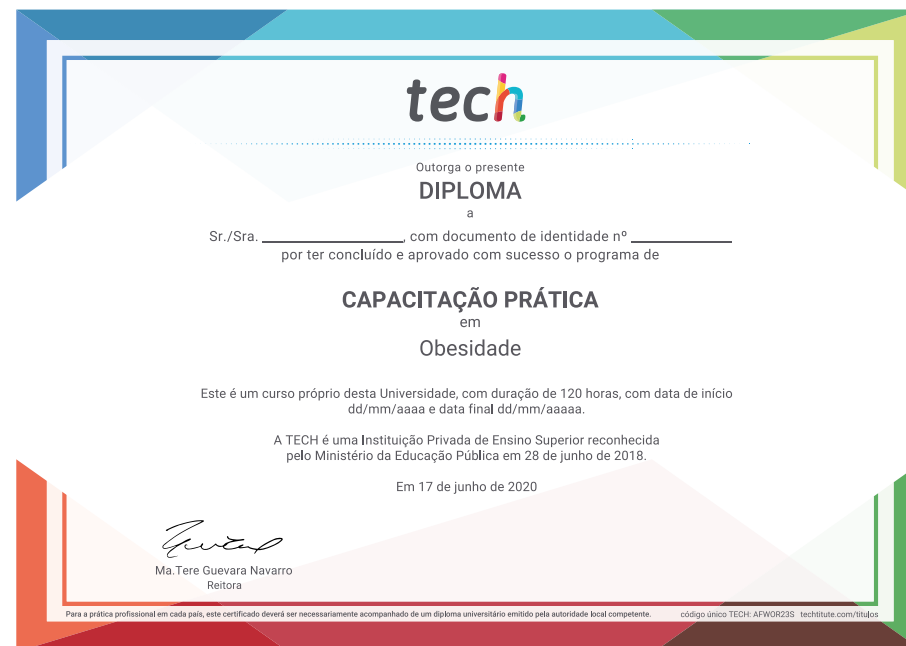 tech
Outorga o presente
DIPLOMA
a
Sr./Sra. ____________________, com documento de identidade nº ______________
por ter concluído e aprovado com sucesso o programa de
CAPACITAÇÃO PRÁTICA
em
Obesidade
Este é um curso próprio desta Universidade, com duração de 120 horas, com data de início
dd/mm/aaaa e data final dd/mm/aaaaa.
A TECH é uma Instituição Privada de Ensino Superior reconhecida
pelo Ministério da Educação Pública em 28 de junho de 2018.
Em 17 de junho de 2020
Ma.Tere Guevara Navarro
Reitora
Para a prática profissional em cada país, este certificado deverá ser necessariamente acompanhado de um diploma universitário emitido pela autoridade local competente. código único TECH: AFWOR23S techtitute.com/titulos